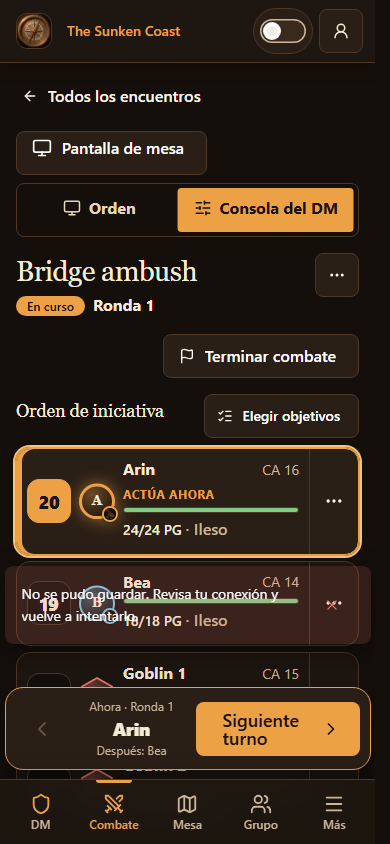 The Sunken Coast
Todos los encuentros
Pantalla de mesa
Orden
Consola del DM
Bridge ambush
En curso
Ronda 1
Terminar combate
Orden de iniciativa
Elegir objetivos
20
A
Arin
CA 16
ACTÚA AHORA
24/24 PG · Ileso
19
B
Bea
CA 14
18/18 PG · Ileso
No se pudo guardar. Revisa tu conexión y
vuelve a intentarlo.
Goblin 1
CA 15
Ahora · Ronda 1
Arin
Después: Bea
Siguiente
turno
DM
Combate
Mesa
Grupo
Más